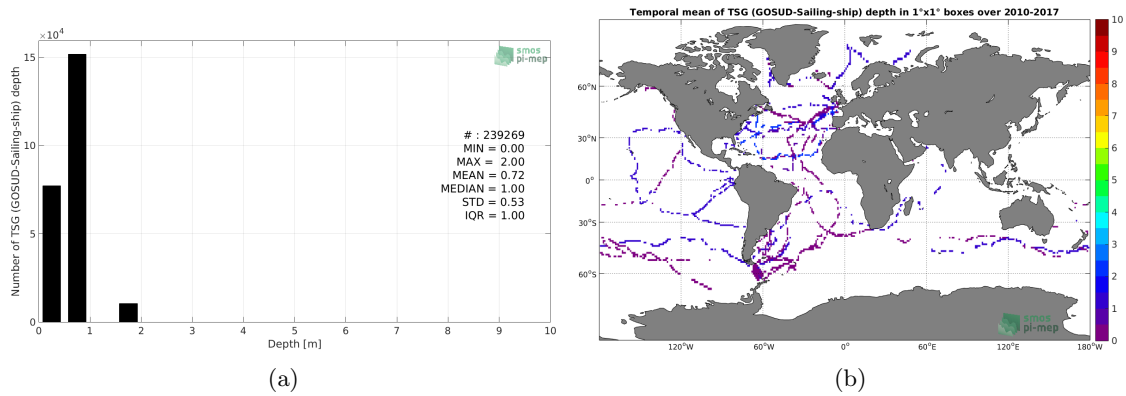 ×10⁴
15
10
5
0
Number of TSG (GOSUD-Sailing-ship) depth
smos
pi-mep
# : 239269
MIN = 0.00
MAX = 2.00
MEAN = 0.72
MEDIAN = 1.00
STD = 0.53
IQR = 1.00
0 1 2 3 4 5 6 7 8 9 10
Depth [m]
(a)
Temporal mean of TSG (GOSUD-Sailing-ship) depth in 1°x1° boxes over 2010-2017
60°N
30°N
0°
30°S
60°S
120°W 60°W 0° 60°E 120°E 180°W
smos
pi-mep
10
9
8
7
6
5
4
3
2
1
0
(b)